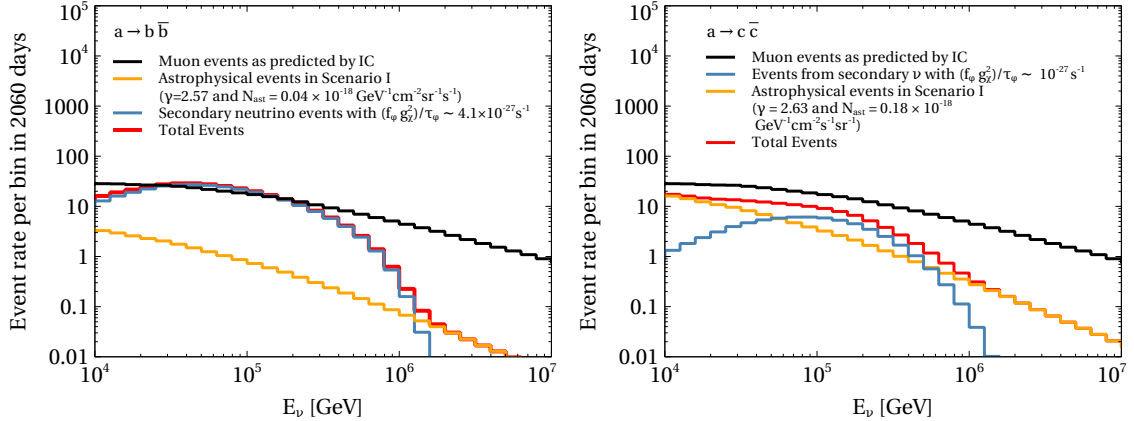 a → b b̅
Muon events as predicted by IC
Astrophysical events in Scenario I
(γ=2.57 and N_ast = 0.04 × 10⁻¹⁸ GeV⁻¹cm⁻²sr⁻¹s⁻¹)
Secondary neutrino events with (f_φ g_χ²)/τ_φ ~ 4.1×10⁻²⁷s⁻¹
Total Events
Event rate per bin in 2060 days
10⁵
10⁴
1000
100
10
1
0.1
0.01
10⁴
10⁵
10⁶
10⁷
E_ν [GeV]
a → c c̅
Muon events as predicted by IC
Events from secondary ν with (f_φ g_χ²)/τ_φ ~ 10⁻²⁷s⁻¹
Astrophysical events in Scenario I
(γ = 2.63 and N_ast = 0.18 × 10⁻¹⁸
GeV⁻¹cm⁻²s⁻¹sr⁻¹)
Total Events
Event rate per bin in 2060 days
10⁵
10⁴
1000
100
10
1
0.1
0.01
10⁴
10⁵
10⁶
10⁷
E_ν [GeV]